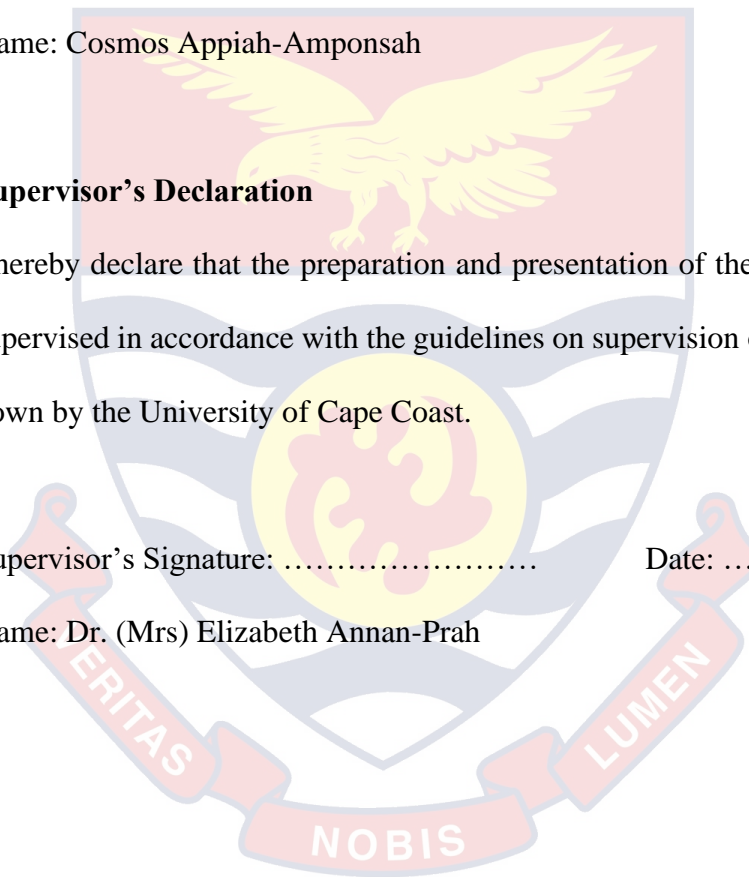 ame: Cosmos Appiah-Amponsah
upervisor’s Declaration
hereby declare that the preparation and presentation of the
pervised in accordance with the guidelines on supervision
own by the University of Cape Coast.
upervisor’s Signature: …………………… Date: …
ame: Dr. (Mrs) Elizabeth Annan-Prah
VERITAS
NOBIS
LUMEN